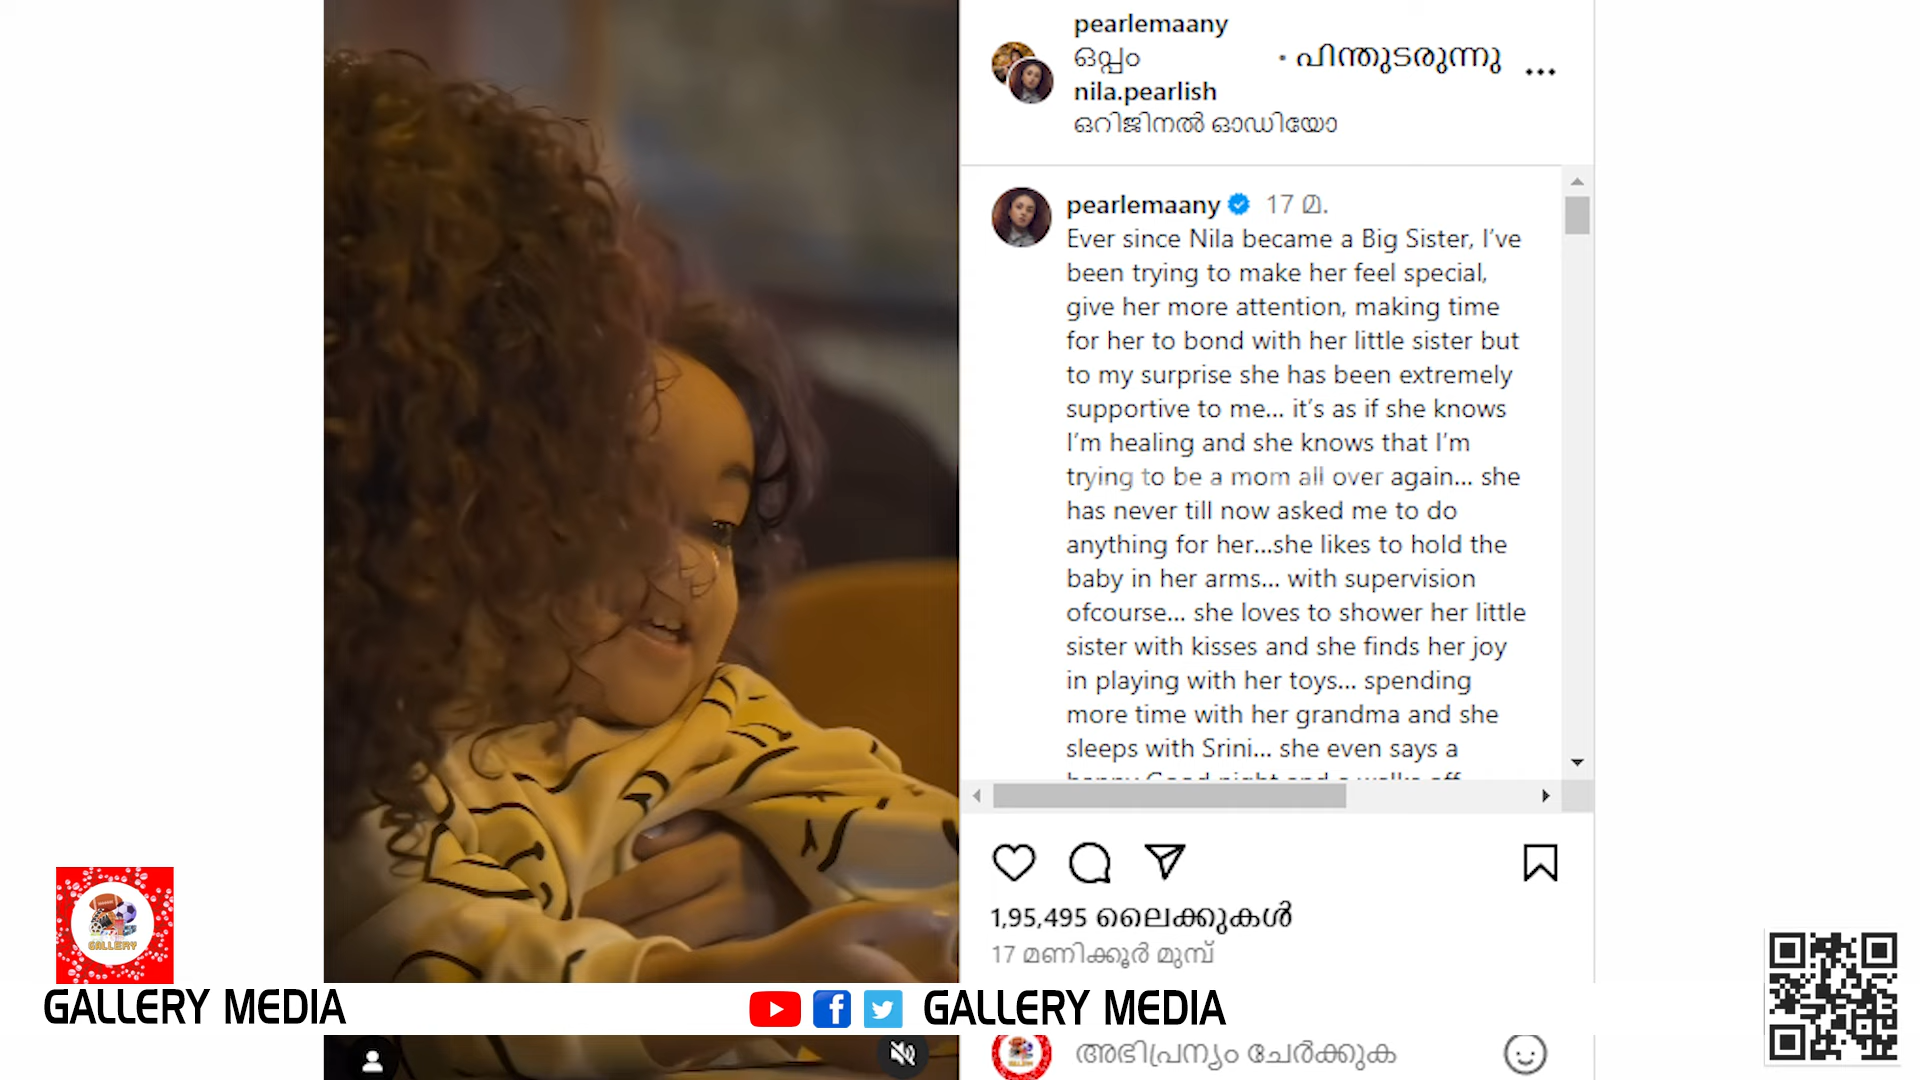 pearlemaany
ഒപ്പം • പിന്തുടരുന്നു
nila.pearlish
ഒറിജിനൽ ഓഡിയോ
pearlemaany 17 മ.
Ever since Nila became a Big Sister, I’ve
been trying to make her feel special,
give her more attention, making time
for her to bond with her little sister but
to my surprise she has been extremely
supportive to me... it’s as if she knows
I’m healing and she knows that I’m
trying to be a mom all over again... she
has never till now asked me to do
anything for her...she likes to hold the
baby in her arms... with supervision
ofcourse... she loves to shower her little
sister with kisses and she finds her joy
in playing with her toys... spending
more time with her grandma and she
sleeps with Srini... she even says a
happy Good night and a walks off
1,95,495 ലൈക്കുകൾ
17 മണിക്കൂർ മുമ്പ്
GALLERY
GALLERY MEDIA
GALLERY MEDIA
അഭിപ്രായം ചേർക്കുക